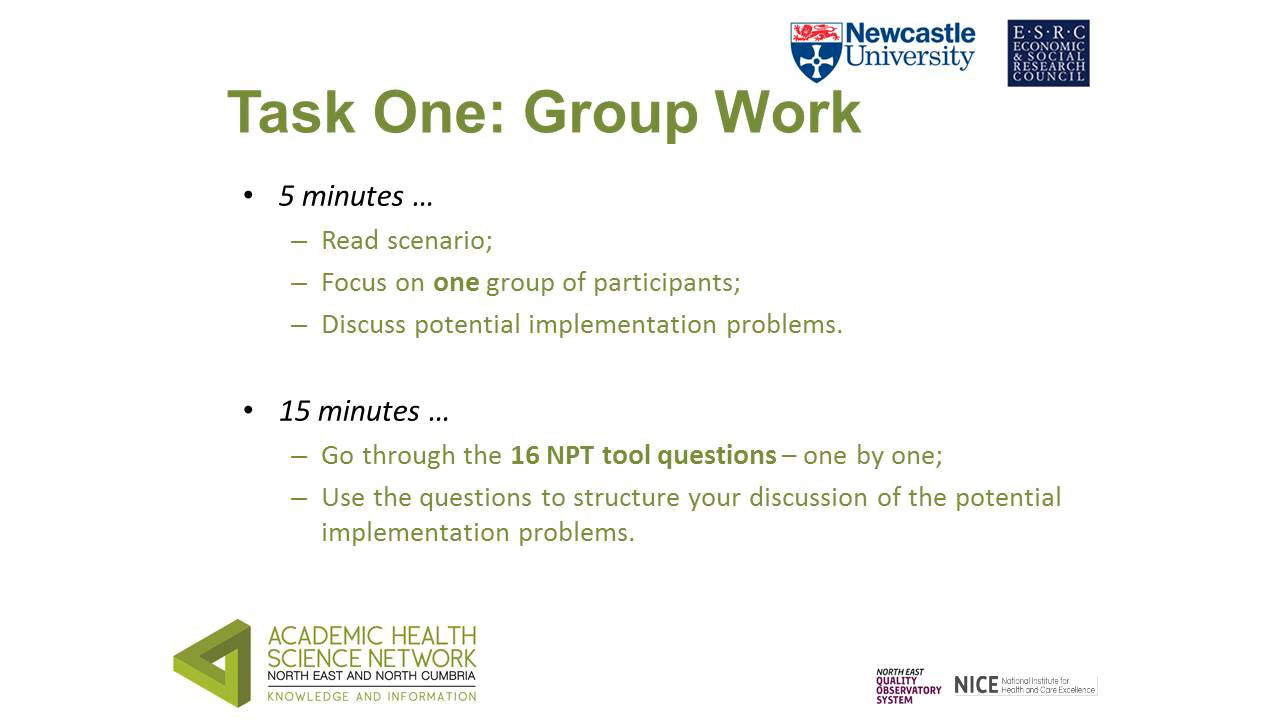 Newcastle
University
E·S·R·C
ECONOMIC
& SOCIAL
RESEARCH
COUNCIL
Task One: Group Work
• 5 minutes …
– Read scenario;
– Focus on one group of participants;
– Discuss potential implementation problems.
• 15 minutes …
– Go through the 16 NPT tool questions – one by one;
– Use the questions to structure your discussion of the potential
implementation problems.
ACADEMIC HEALTH
SCIENCE NETWORK
NORTH EAST AND NORTH CUMBRIA
KNOWLEDGE AND INFORMATION
NORTH EAST
QUALITY
OBSERVATORY
SYSTEM
NICE National Institute for
Health and Care Excellence